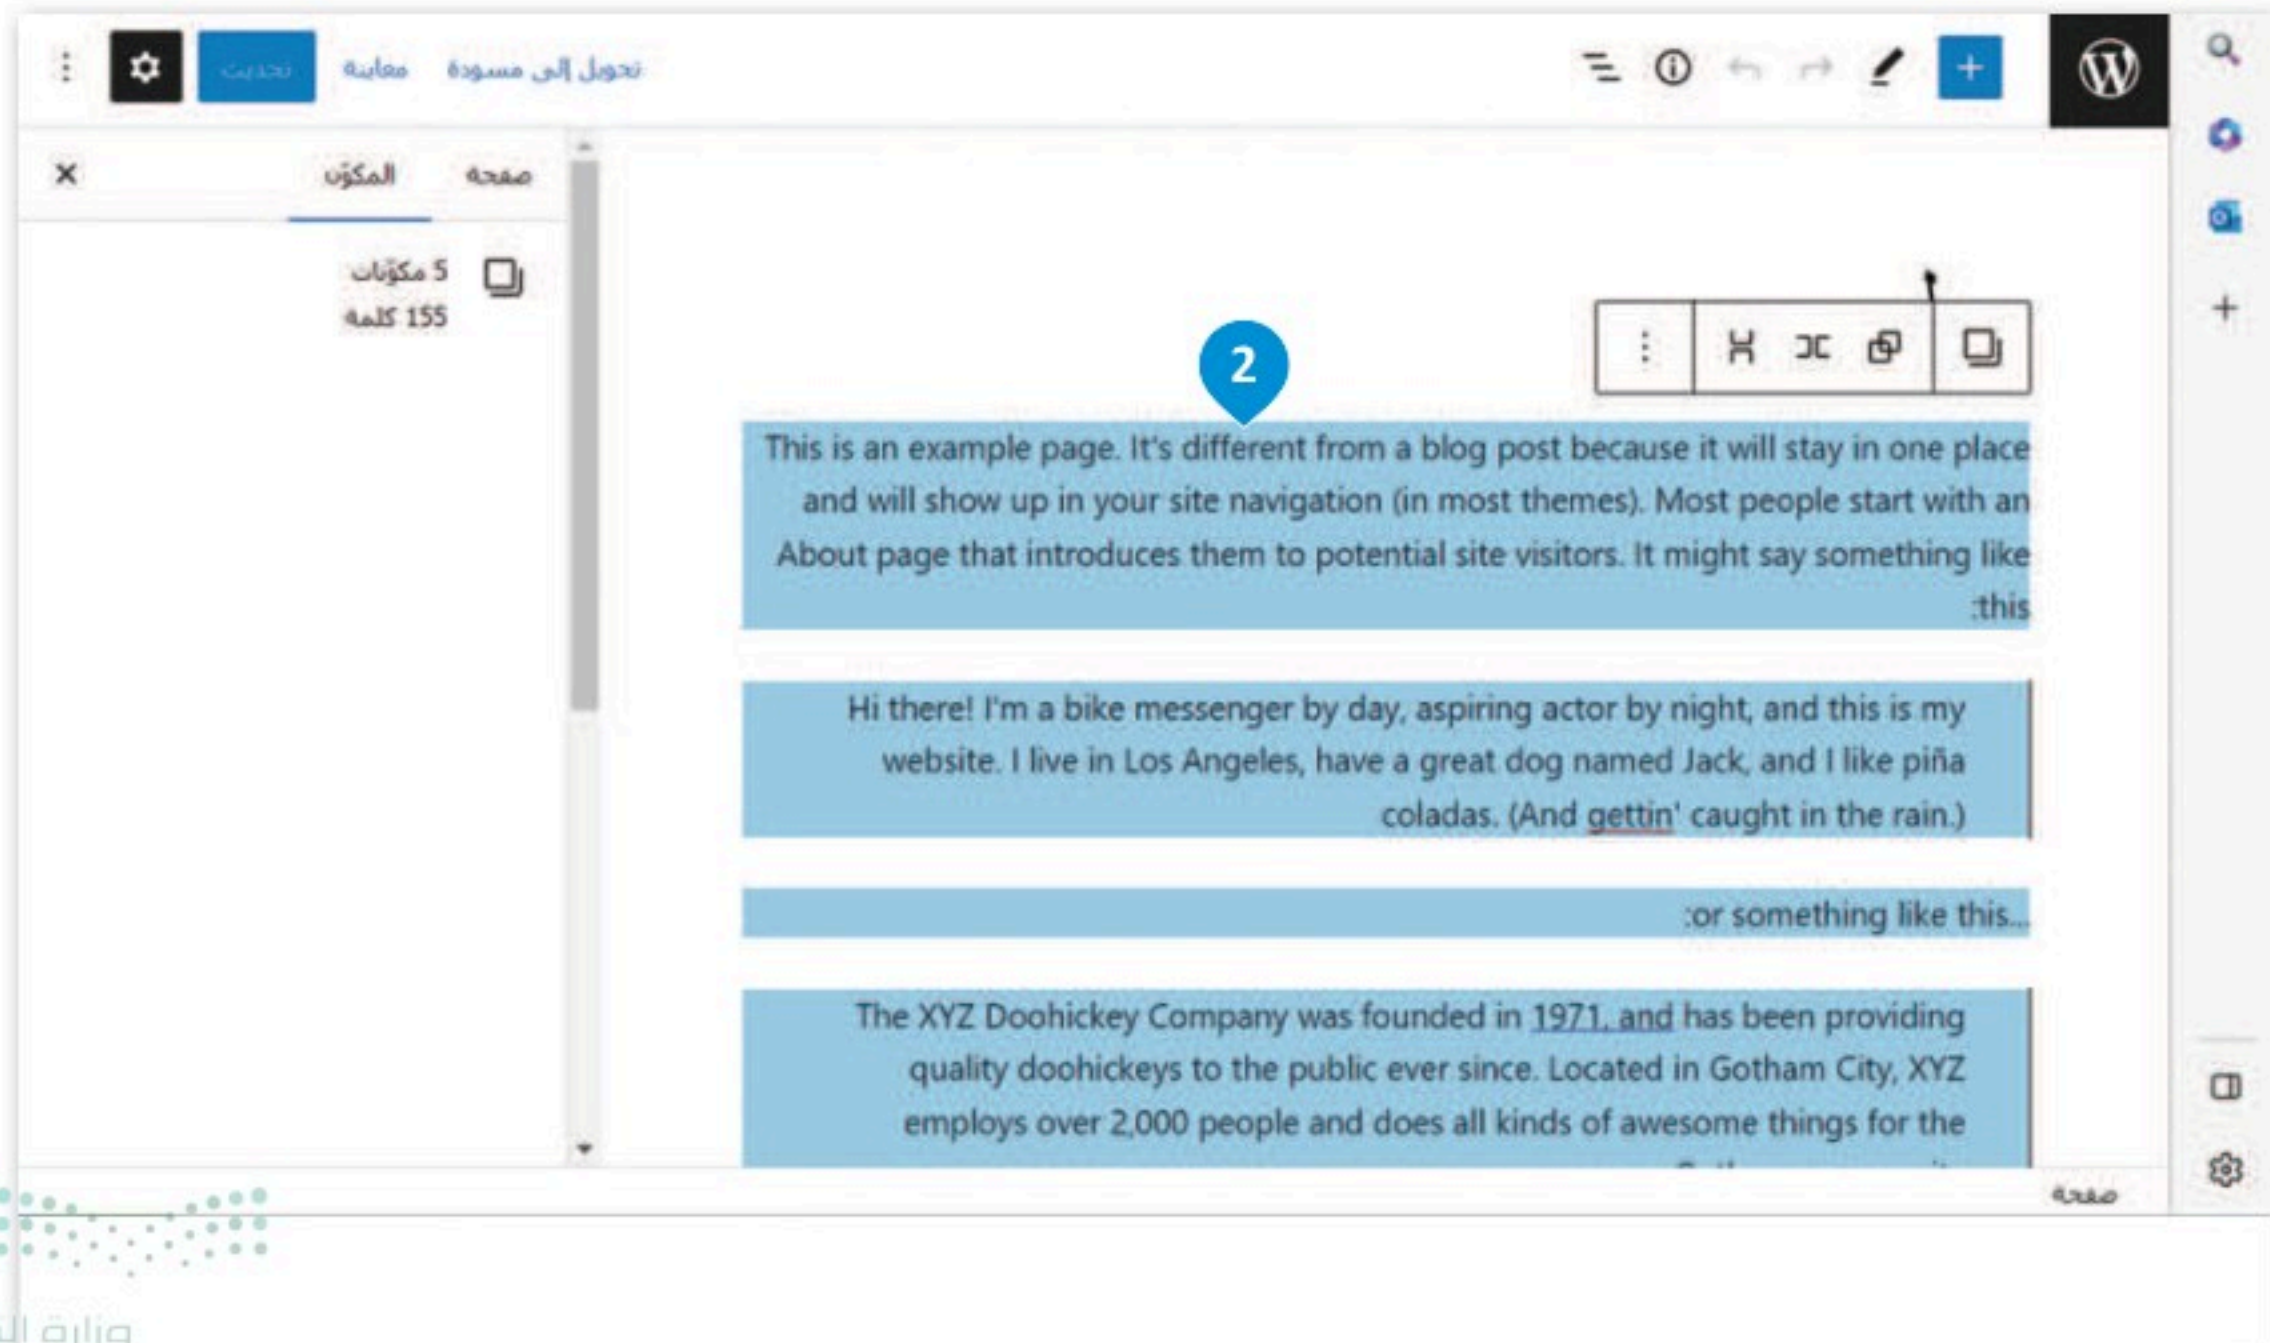 تحويل إلى مسودة
معاينة
تحديث
صفحة
المكوّن
5 مكوّنات
155 كلمة
2
This is an example page. It's different from a blog post because it will stay in one place
and will show up in your site navigation (in most themes). Most people start with an
About page that introduces them to potential site visitors. It might say something like
:this
Hi there! I'm a bike messenger by day, aspiring actor by night, and this is my
website. I live in Los Angeles, have a great dog named Jack, and I like piña
coladas. (And gettin' caught in the rain.)
:or something like this...
The XYZ Doohickey Company was founded in 1971, and has been providing
quality doohickeys to the public ever since. Located in Gotham City, XYZ
employs over 2,000 people and does all kinds of awesome things for the
صفحة
وزارة